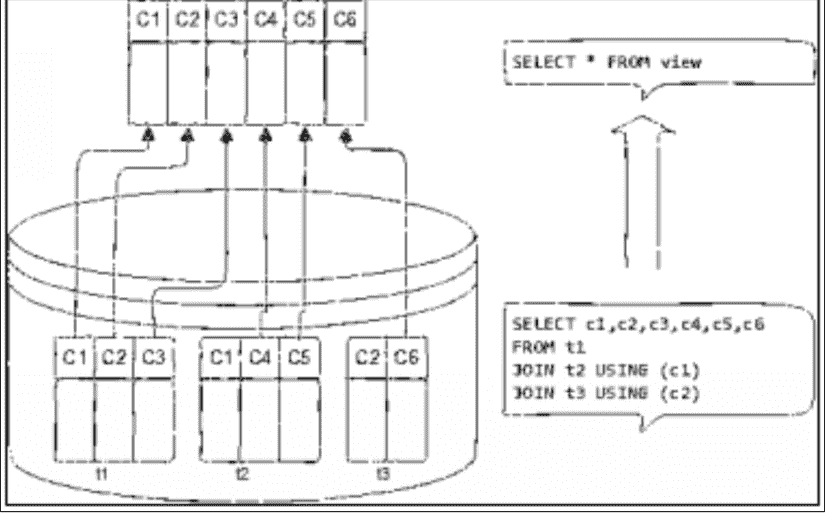 C1 C2 C3 C4 C5 C6
SELECT * FROM view
SELECT c1,c2,c3,c4,c5,c6
FROM t1
JOIN t2 USING (c1)
JOIN t3 USING (c2)
C1 C2 C3
C1 C4 C5
C2 C6
t1
t2
t3